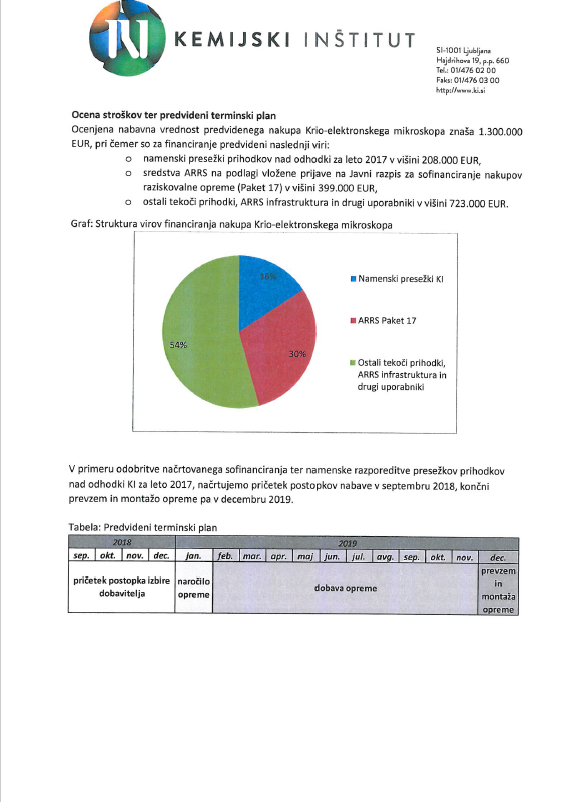 KEMIJSKI INŠTITUT
SI-1001 Ljubljana
Hajdrihova 19, p.p. 660
Tel.: 01/476 02 00
Faks: 01/476 03 00
http://www.ki.si
Ocena stroškov ter predvideni terminski plan
Ocenjena nabavna vrednost predvidenega nakupa Krio-elektronskega mikroskopa znaša 1.300.000
EUR, pri čemer so za financiranje predvideni naslednji viri:
o namenski presežki prihodkov nad odhodki za leto 2017 v višini 208.000 EUR,
o sredstva ARRS na podlagi vložene prijave na Javni razpis za sofinanciranje nakupov
raziskovalne opreme (Paket 17) v višini 399.000 EUR,
o ostali tekoči prihodki, ARRS infrastruktura in drugi uporabniki v višini 723.000 EUR.
Graf: Struktura virov financiranja nakupa Krio-elektronskega mikroskopa
16%
30%
54%
Namenski presežki KI
ARRS Paket 17
Ostali tekoči prihodki,
ARRS infrastruktura in
drugi uporabniki
V primeru odobritve načrtovanega sofinanciranja ter namenske razporeditve presežkov prihodkov
nad odhodki KI za leto 2017, načrtujemo pričetek postopkov nabave v septembru 2018, končni
prevzem in montažo opreme pa v decembru 2019.
Tabela: Predvideni terminski plan
2018 2019
sep. okt. nov. dec. jan. feb. mar. apr. maj jun. jul. avg. sep. okt. nov. dec.
pričetek postopka izbire
dobavitelja
naročilo
opreme
dobava opreme
prevzem
in
montaža
opreme